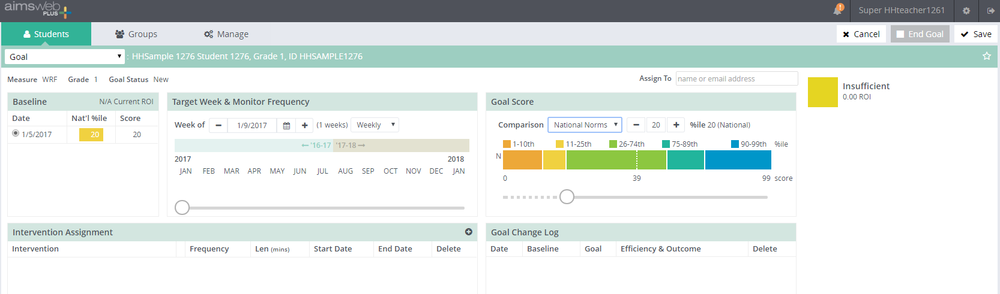 aimsweb PLUS
! Super HHteacher1261
Students Groups Manage Cancel End Goal Save
Goal : HHSample 1276 Student 1276, Grade 1, ID HHSAMPLE1276
Measure WRF Grade 1 Goal Status New Assign To name or email address
Insufficient
0.00 ROI
Baseline N/A Current ROI
Date Nat'l %ile Score
1/5/2017 20 20
Target Week & Monitor Frequency
Week of 1/9/2017 (1 weeks) Weekly
← '16-17 '17-18 →
2017 2018
JAN FEB MAR APR MAY JUN JUL AUG SEP OCT NOV DEC JAN
Goal Score
Comparison National Norms 20 %ile 20 (National)
1-10th 11-25th 26-74th 75-89th 90-99th %ile
N
0 39 99 score
Intervention Assignment
Intervention Frequency Len (mins) Start Date End Date Delete
Goal Change Log
Date Baseline Goal Efficiency & Outcome Delete